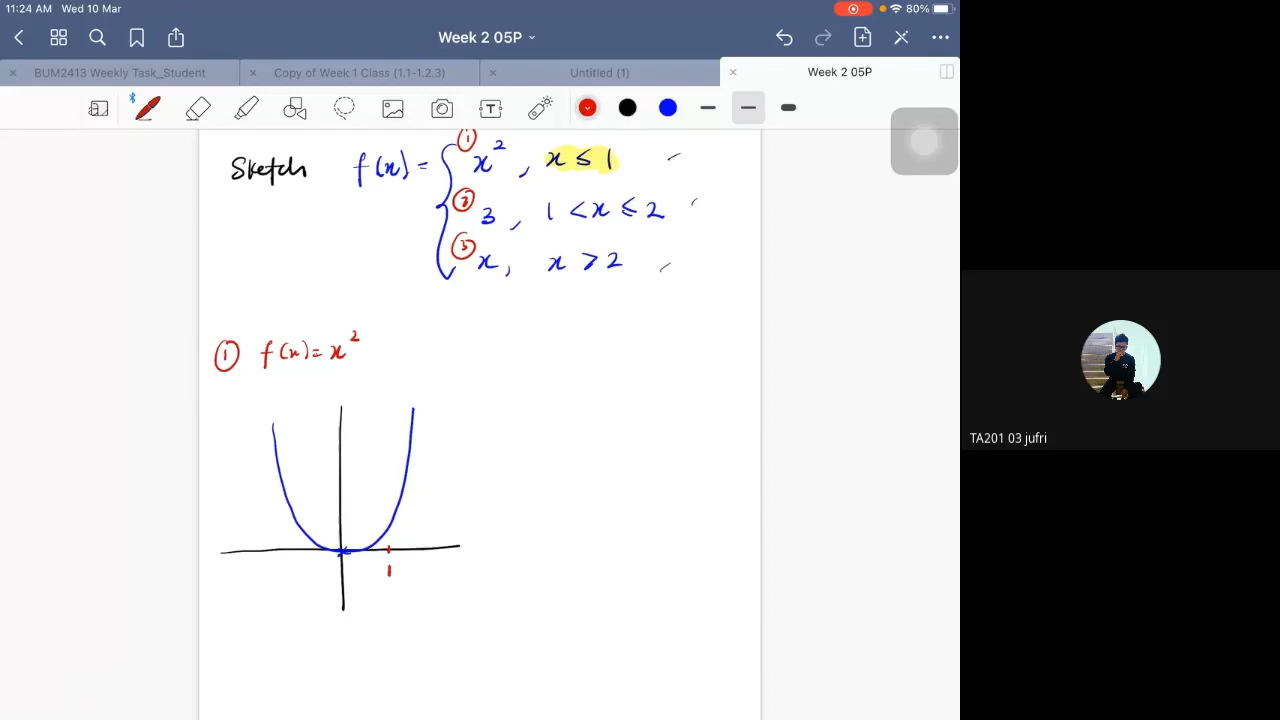 11:24 AM Wed 10 Mar
80%
Week 2 05P
BUM2413 Weekly Task_Student
Copy of Week 1 Class (1.1-1.2.3)
Untitled (1)
Week 2 05P
T
Sketch f(x) = { ① x², x ≤ 1
② 3, 1 < x ≤ 2
③ x, x > 2
① f(x) = x²
1
TA201 03 jufri